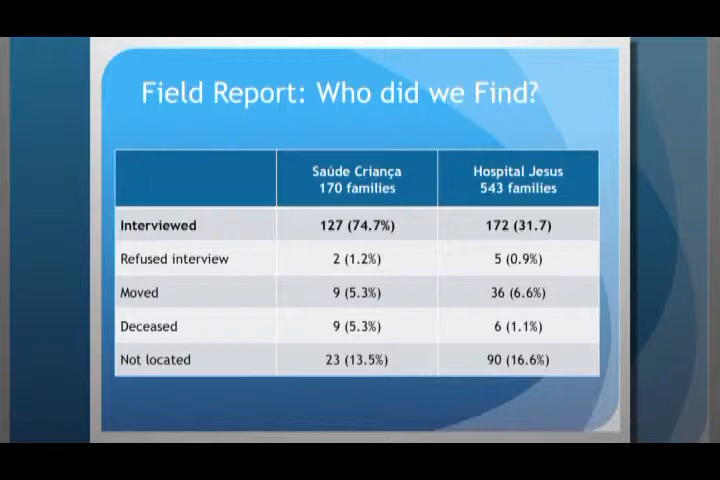 Field Report: Who did we Find?
Saúde Criança
170 families
Hospital Jesus
543 families
Interviewed 127 (74.7%) 172 (31.7)
Refused interview 2 (1.2%) 5 (0.9%)
Moved 9 (5.3%) 36 (6.6%)
Deceased 9 (5.3%) 6 (1.1%)
Not located 23 (13.5%) 90 (16.6%)